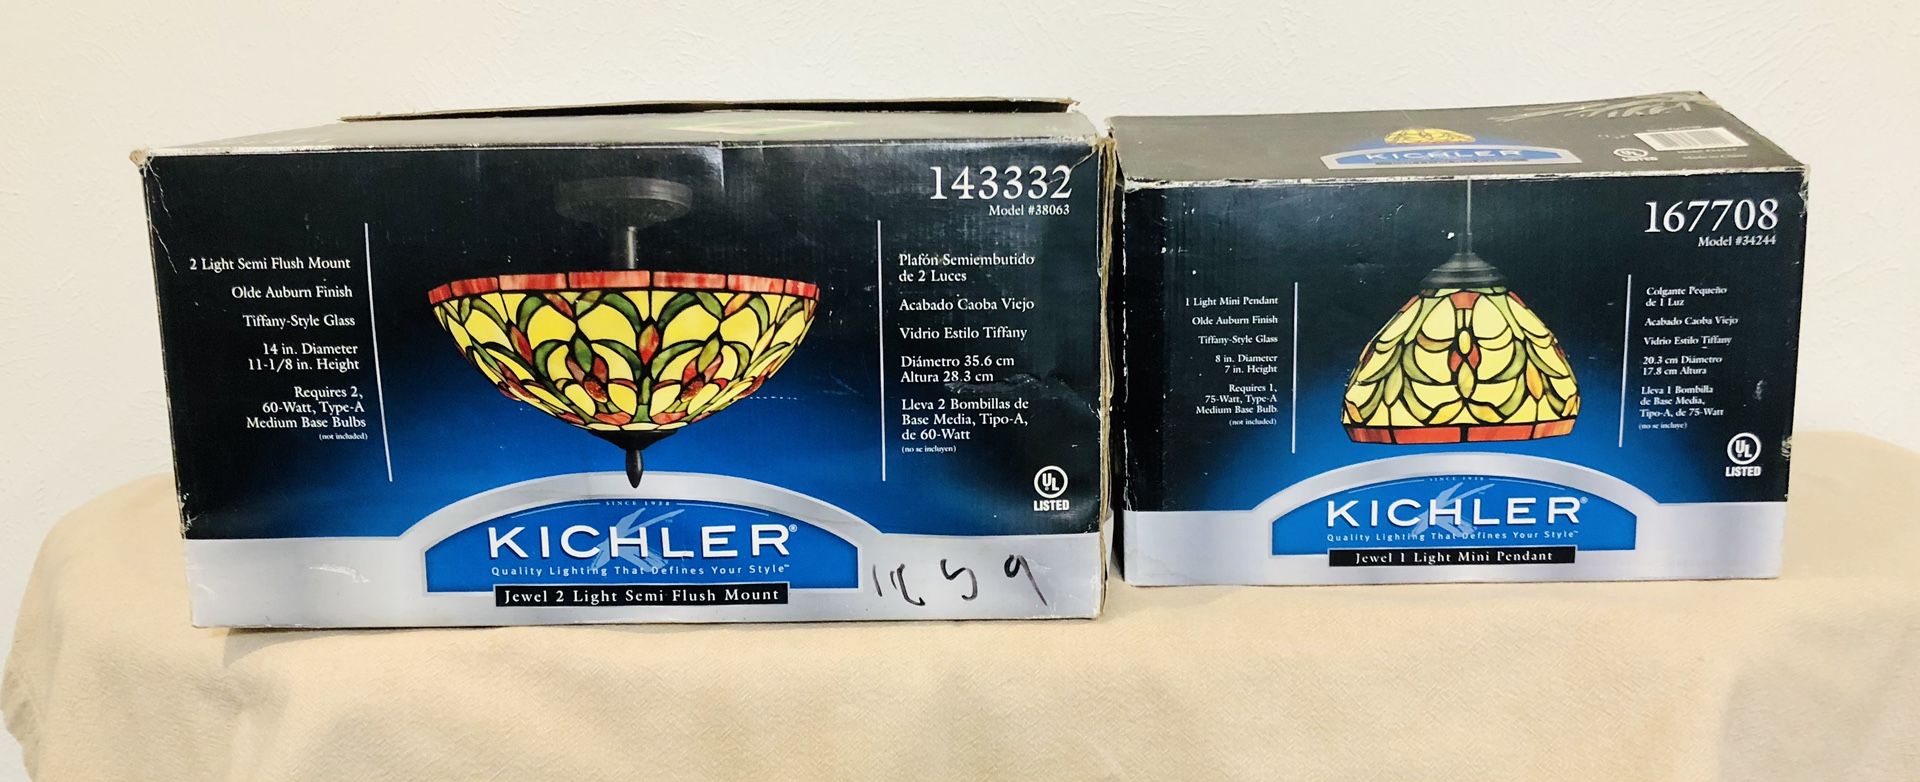 143332
Model #38063
2 Light Semi Flush Mount
Olde Auburn Finish
Tiffany-Style Glass
14 in. Diameter
11-1/8 in. Height
Requires 2,
60-Watt, Type-A
Medium Base Bulbs
(not included)
Plafón Semiembutido
de 2 Luces
Acabado Caoba Viejo
Vidrio Estilo Tiffany
Diámetro 35.6 cm
Altura 28.3 cm
Lleva 2 Bombillas de
Base Media, Tipo-A,
de 60-Watt
(no se incluyen)
UL
LISTED
SINCE 1938
KICHLER®
Quality Lighting That Defines Your Style™
Jewel 2 Light Semi Flush Mount
KICHLER
UL
LISTED
167708
Model #34244
1 Light Mini Pendant
Olde Auburn Finish
Tiffany-Style Glass
8 in. Diameter
7 in. Height
Requires 1,
75-Watt, Type-A
Medium Base Bulb
(not included)
Colgante Pequeño
de 1 Luz
Acabado Caoba Viejo
Vidrio Estilo Tiffany
20.3 cm Diámetro
17.8 cm Altura
Lleva 1 Bombilla
de Base Media,
Tipo-A, de 75-Watt
(no se incluye)
UL
LISTED
SINCE 1938
KICHLER®
Quality Lighting That Defines Your Style™
Jewel 1 Light Mini Pendant